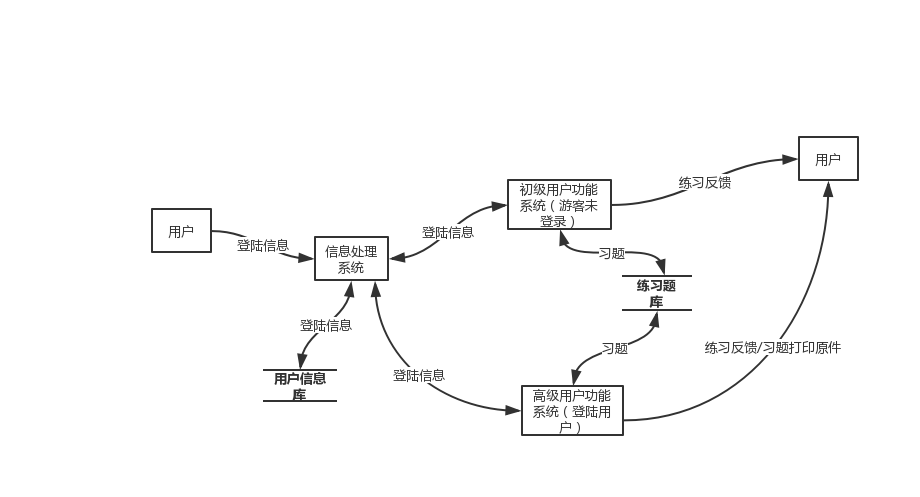 用户
初级用户功能
系统（游客未
登录）
练习反馈
用户
登陆信息
登陆信息
信息处理
系统
习题
练习题
库
登陆信息
习题
练习反馈/习题打印原件
用户信息
库
登陆信息
高级用户功能
系统（登陆用
户）